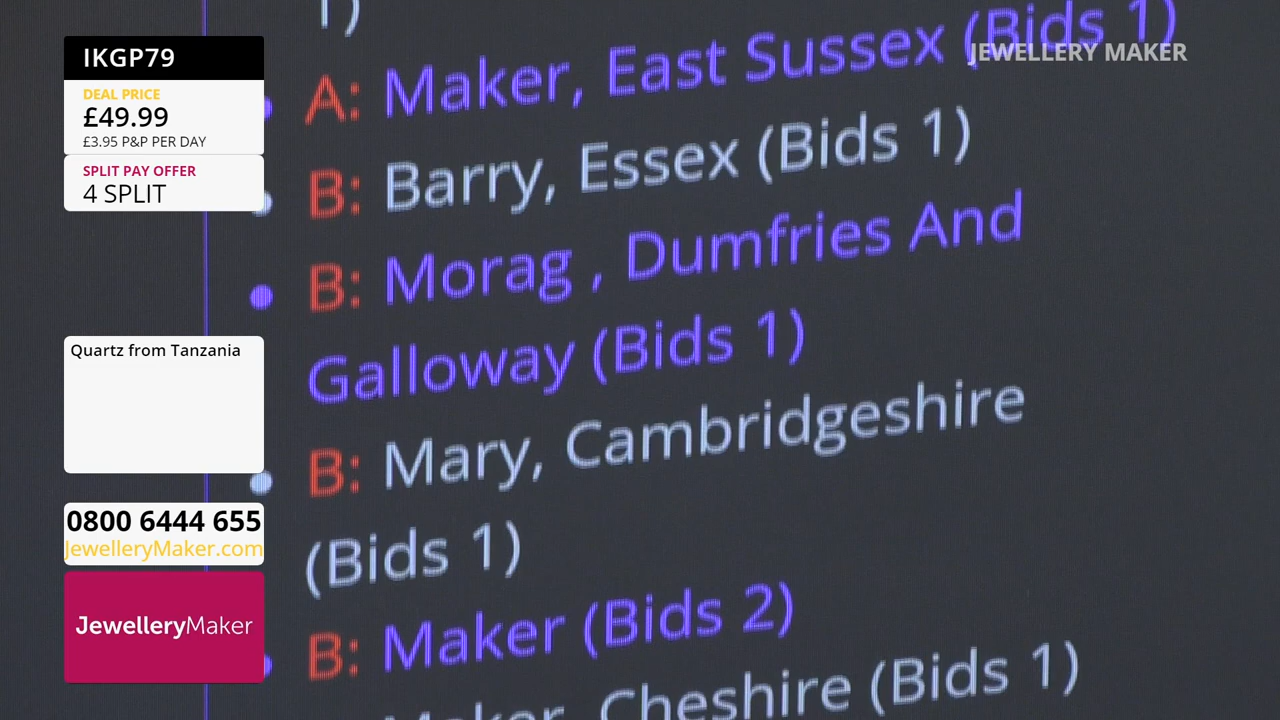 IKGP79
DEAL PRICE
£49.99
£3.95 P&P PER DAY
SPLIT PAY OFFER
4 SPLIT
Quartz from Tanzania
0800 6444 655
JewelleryMaker.com
JewelleryMaker
JEWELLERY MAKER
1)
A: Maker, East Sussex (Bids 1)
B: Barry, Essex (Bids 1)
B: Morag , Dumfries And
Galloway (Bids 1)
B: Mary, Cambridgeshire
(Bids 1)
B: Maker (Bids 2)
Maker, Cheshire (Bids 1)